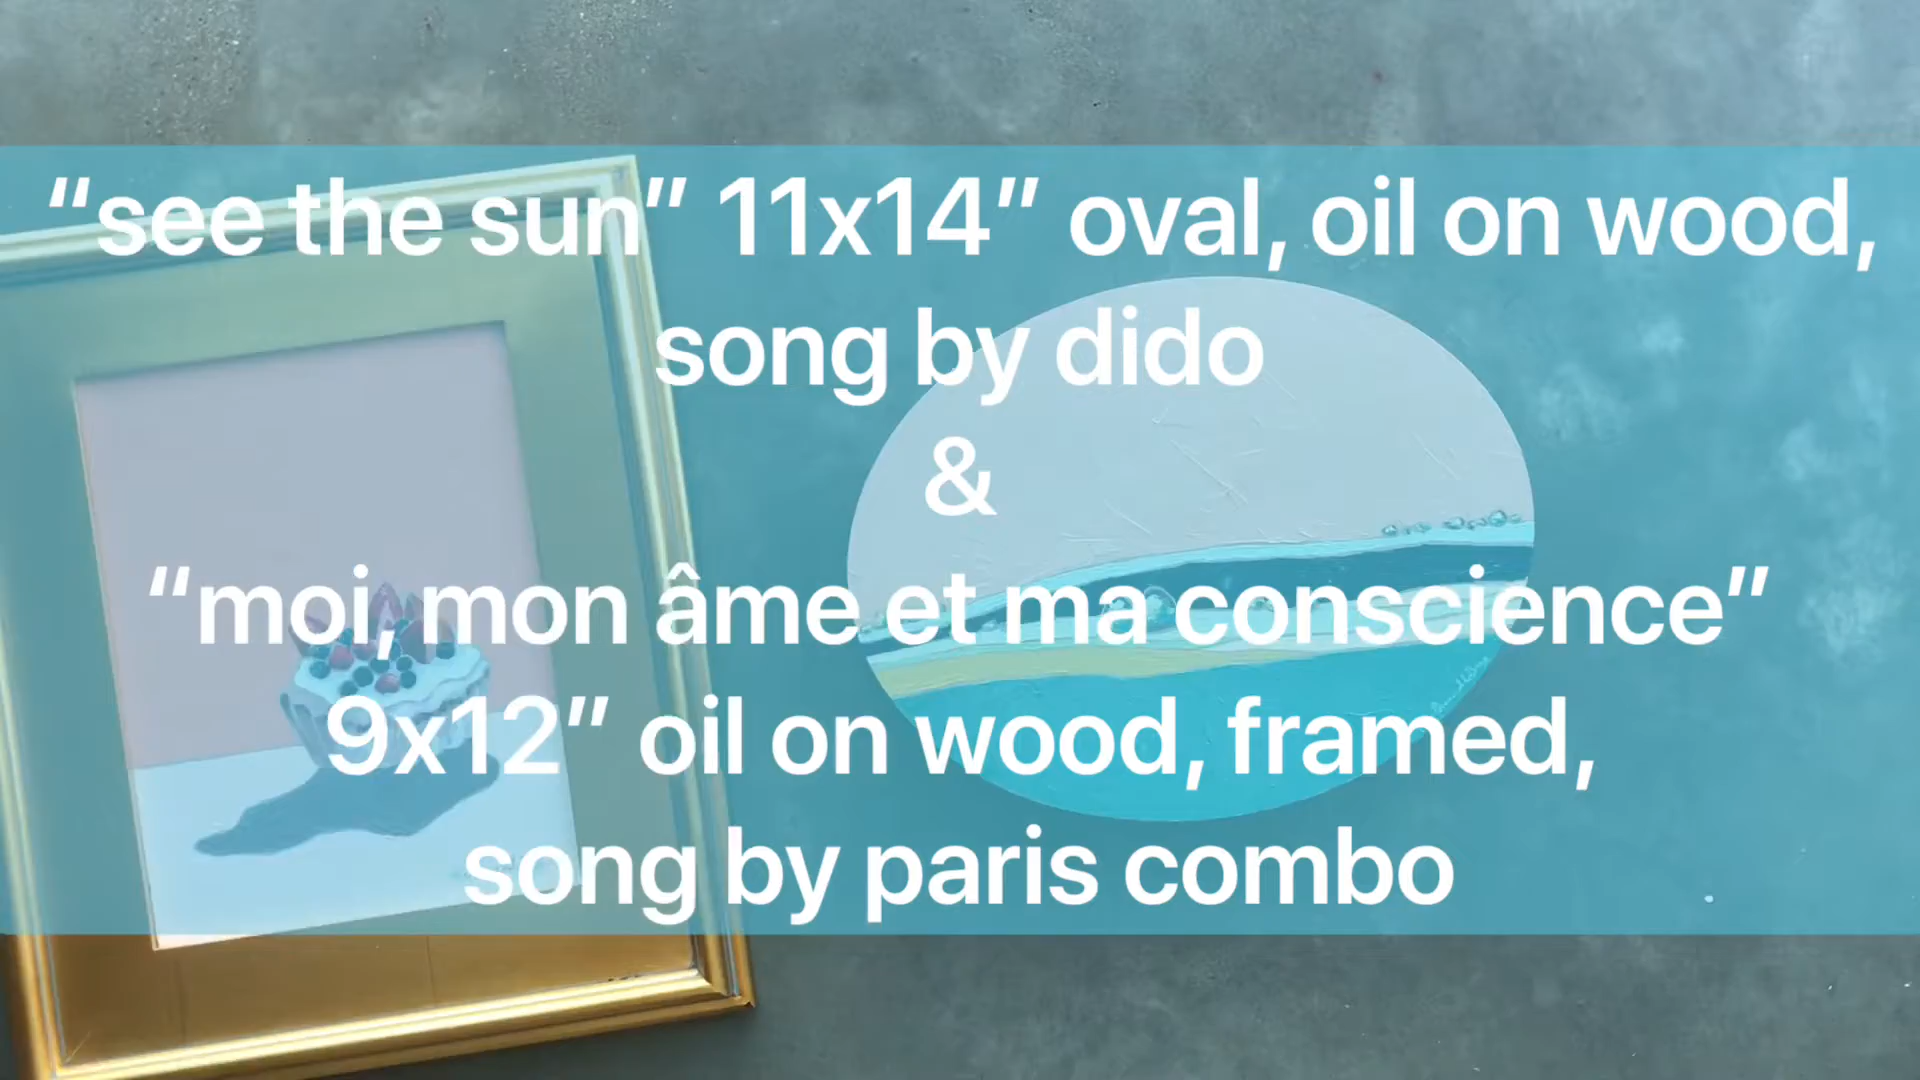 “see the sun” 11x14” oval, oil on wood,
song by dido
&
“moi, mon âme et ma conscience”
9x12” oil on wood, framed,
song by paris combo